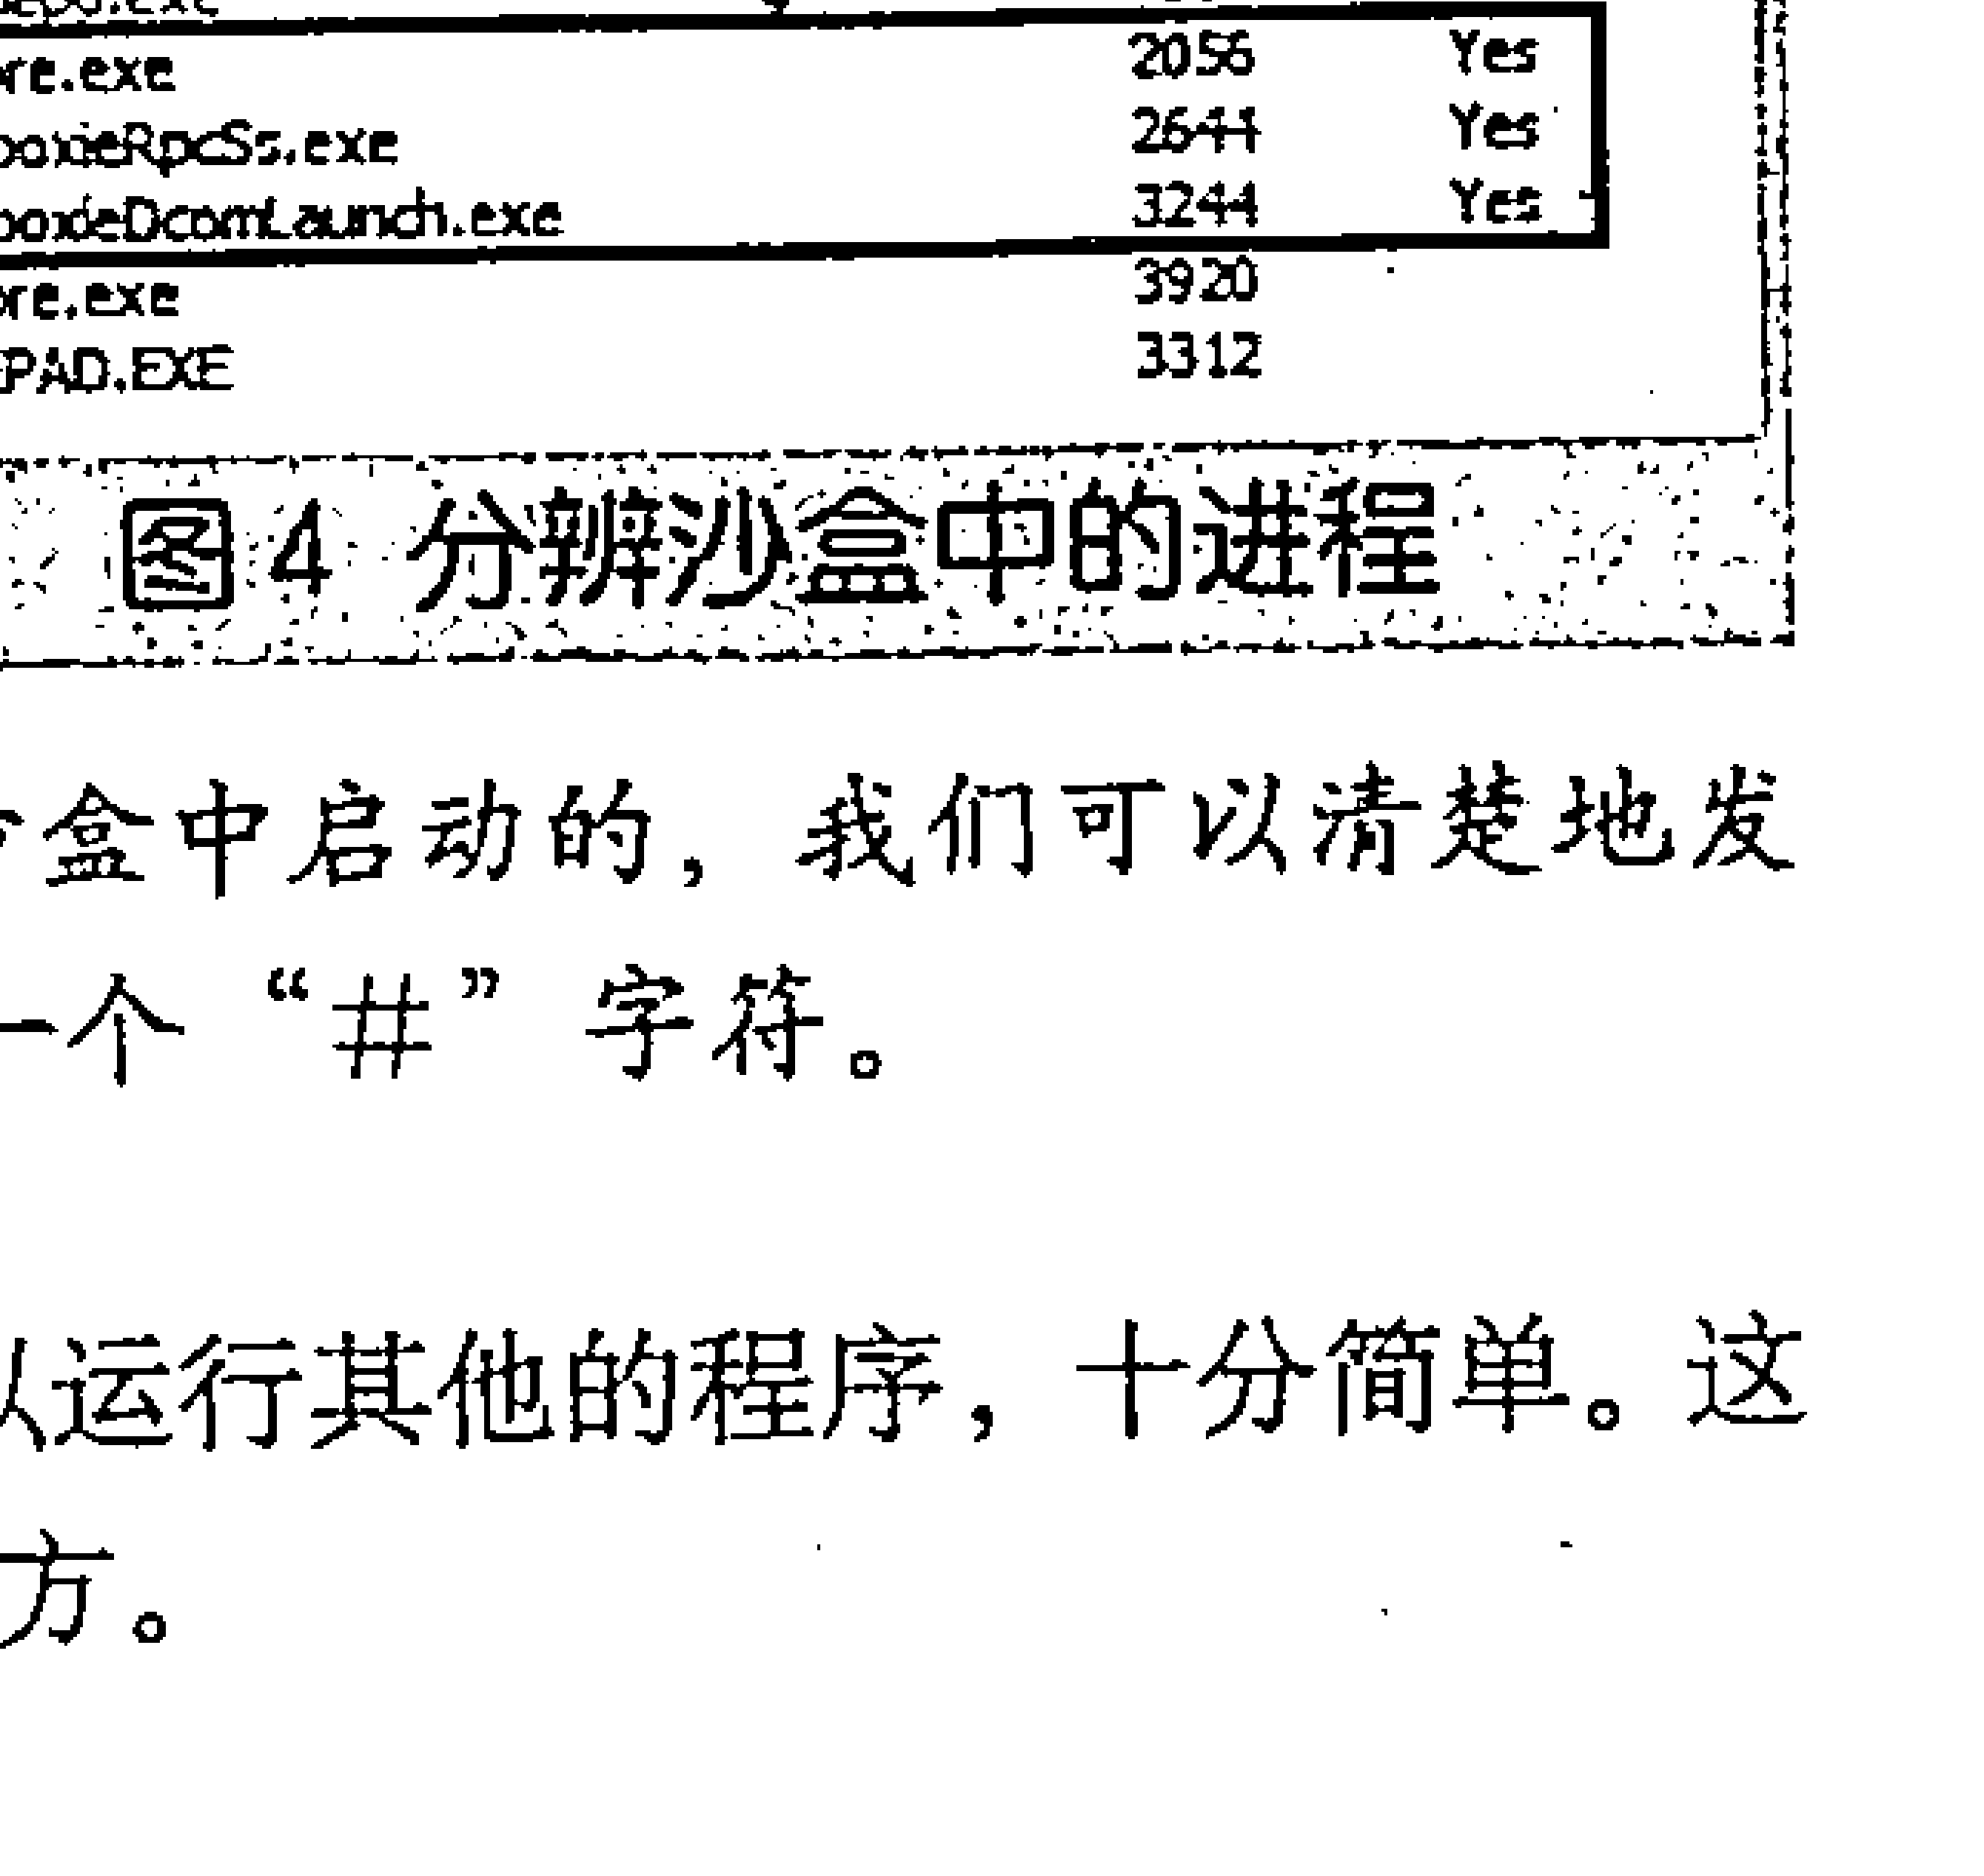 re.exe 2056 Yes
oxieRpcSs.exe 2644 Yes
oxieDcomLaunch.exe 3244 Yes
re.exe 3920
PAD.EXE 3312
图4 分辨沙盒中的进程
盒中启动的，我们可以清楚地发
一个“#”字符。
以运行其他的程序，十分简单。这
方。